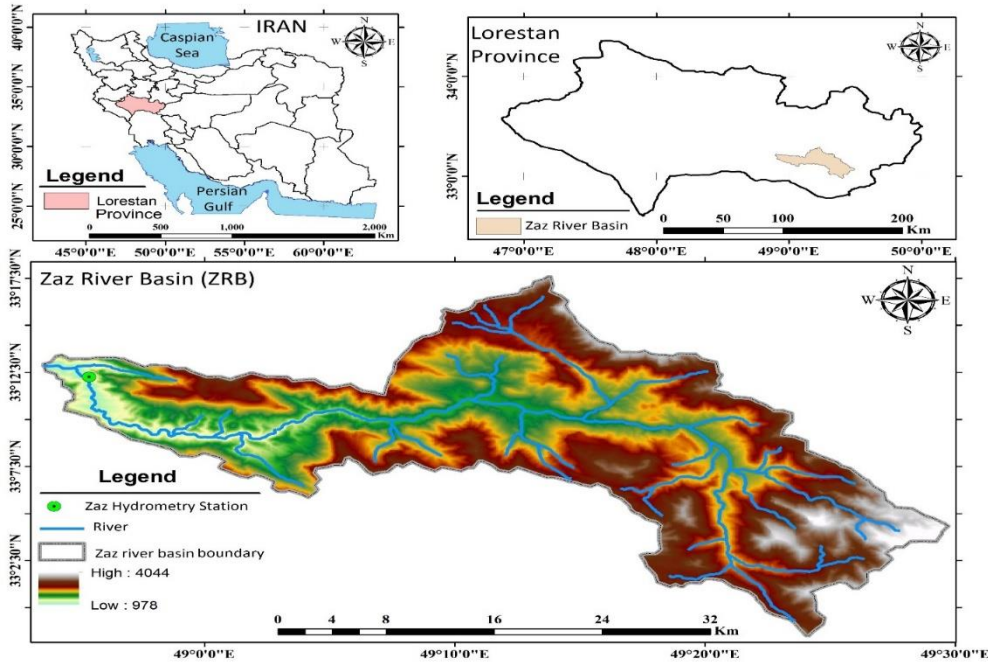 IRAN
Caspian
Sea
N
W
E
S
40°0'0"N
35°0'0"N
30°0'0"N
25°0'0"N
Persian
Gulf
Legend
Lorestan
Province
0
500
1,000
2,000
Km
45°0'0"E
50°0'0"E
55°0'0"E
60°0'0"E
Lorestan
Province
N
W
E
S
34°0'0"N
33°0'0"N
Legend
Zaz River Basin
0
50
100
200
Km
47°0'0"E
48°0'0"E
49°0'0"E
50°0'0"E
Zaz River Basin (ZRB)
N
W
E
S
33°17'30"N
33°12'30"N
33°7'30"N
33°2'30"N
Legend
Zaz Hydrometry Station
River
Zaz river basin boundary
High : 4044
Low : 978
0
2
4
8
16
24
32
Km
49°0'0"E
49°10'0"E
49°20'0"E
49°30'0"E